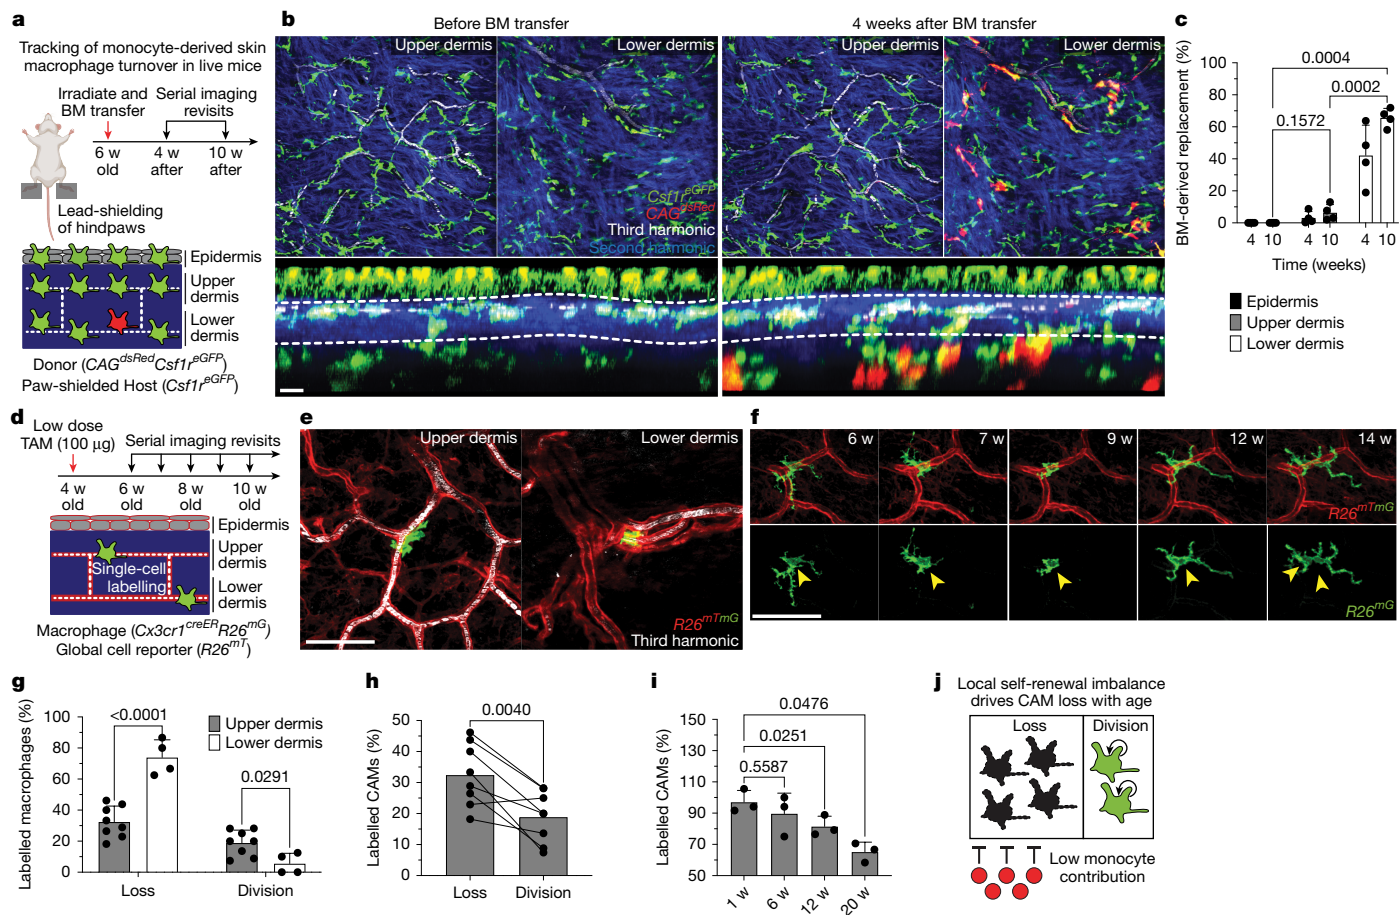 a
Tracking of monocyte-derived skin
macrophage turnover in live mice
Irradiate and
BM transfer
Serial imaging
revisits
6 w
old
4 w
after
10 w
after
Lead-shielding
of hindpaws
Epidermis
Upper
dermis
Lower
dermis
Donor (CAGdsRedCsf1reGFP)
Paw-shielded Host (Csf1reGFP)
b
Before BM transfer
4 weeks after BM transfer
Upper dermis
Lower dermis
Upper dermis
Lower dermis
Csf1reGFP
CAGdsRed
Third harmonic
Second harmonic
c
BM-derived replacement (%)
100
80
60
40
20
0
0.0004
0.0002
0.1572
4 10 4 10 4 10
Time (weeks)
Epidermis
Upper dermis
Lower dermis
d
Low dose
TAM (100 µg)
Serial imaging revisits
4 w
old
6 w
old
8 w
old
10 w
old
Epidermis
Upper
dermis
Single-cell
labelling
Lower
dermis
Macrophage (Cx3cr1creERR26mG)
Global cell reporter (R26mT)
e
Upper dermis
Lower dermis
R26mTmG
Third harmonic
f
6 w
7 w
9 w
12 w
14 w
R26mTmG
R26mG
g
Labelled macrophages (%)
100
80
60
40
20
0
<0.0001
0.0291
Upper dermis
Lower dermis
Loss
Division
h
Labelled CAMs (%)
50
40
30
20
10
0
0.0040
Loss
Division
i
Labelled CAMs (%)
150
130
110
90
70
50
0.0476
0.0251
0.5587
1 w
6 w
12 w
20 w
j
Local self-renewal imbalance
drives CAM loss with age
Loss
Division
Low monocyte
contribution